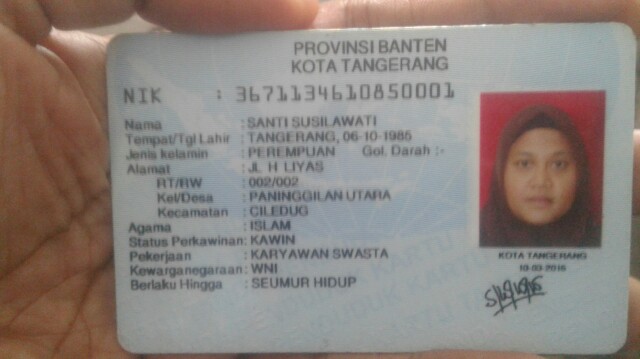 PROVINSI BANTEN
KOTA TANGERANG
NIK : 3671134610850001
Nama : SANTI SUSILAWATI
Tempat/Tgl Lahir : TANGERANG, 06-10-1985
Jenis kelamin : PEREMPUAN Gol. Darah :-
Alamat : JL H LIYAS
RT/RW : 002/002
Kel/Desa : PANINGGILAN UTARA
Kecamatan : CILEDUG
Agama : ISLAM
Status Perkawinan: KAWIN
Pekerjaan : KARYAWAN SWASTA
Kewarganegaraan: WNI
Berlaku Hingga : SEUMUR HIDUP
KOTA TANGERANG
10-03-2016